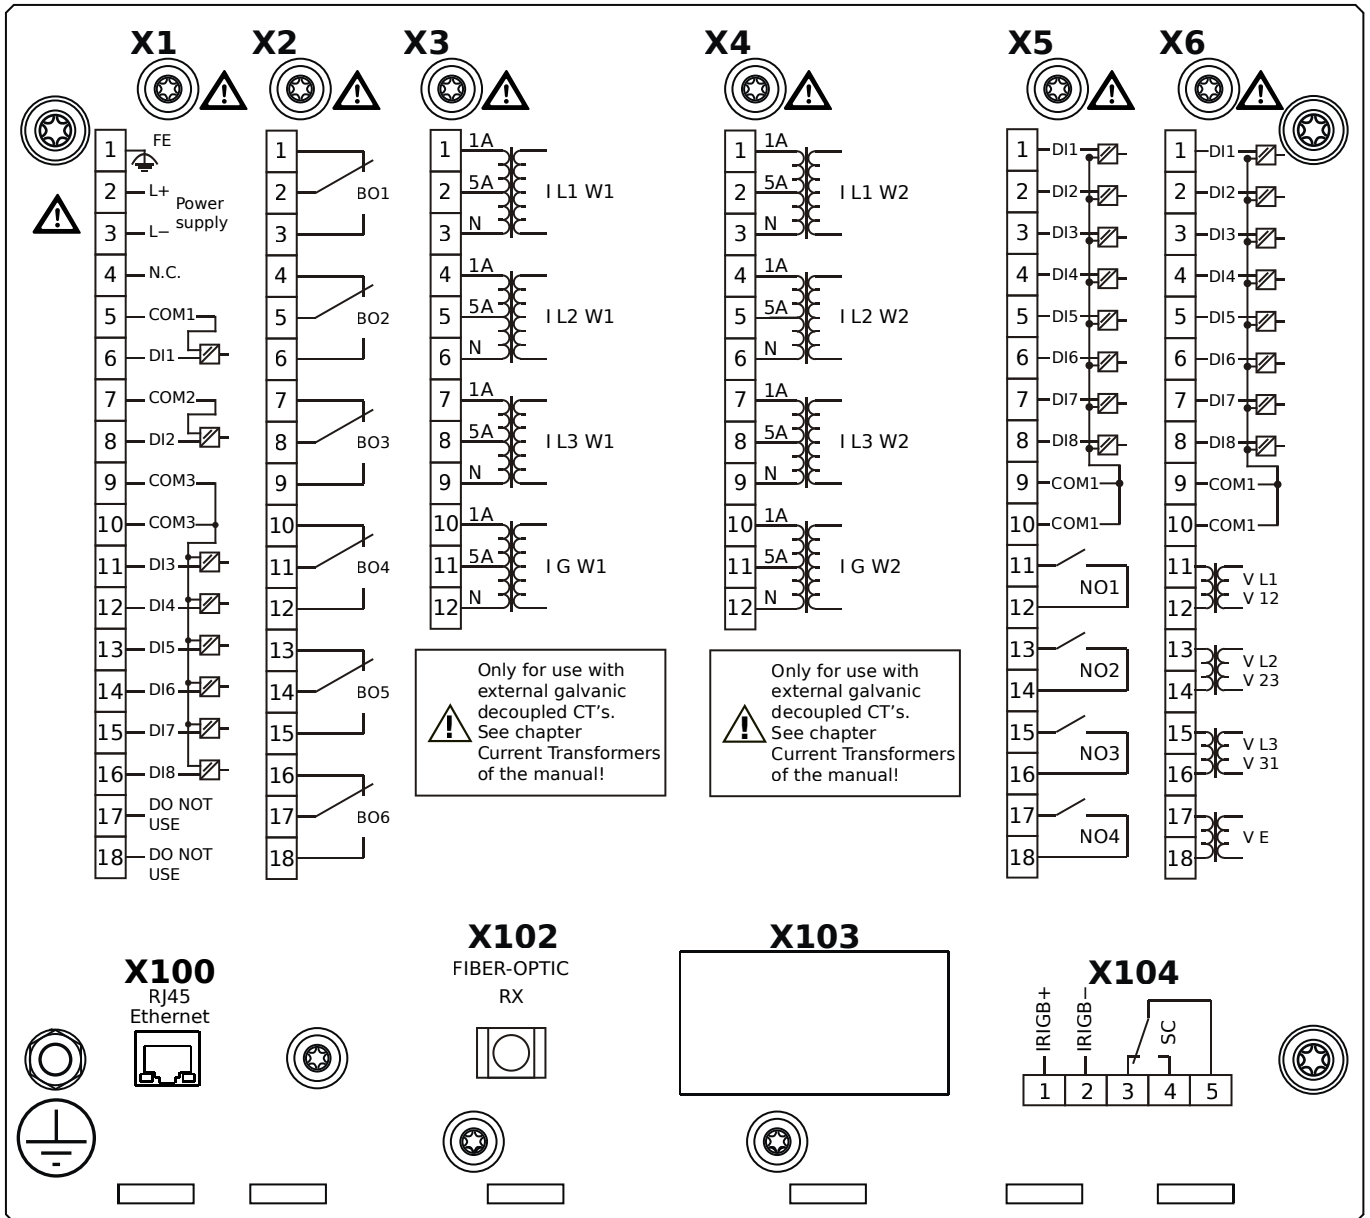 X1 X2 X3 X4 X5 X6
1 FE
2 L+
Power
supply
3 L−
4 N.C.
5 COM1
6 DI1
7 COM2
8 DI2
9 COM3
10 COM3
11 DI3
12 DI4
13 DI5
14 DI6
15 DI7
16 DI8
17 DO NOT
USE
18 DO NOT
USE
1
2 BO1
3
4
5 BO2
6
7
8 BO3
9
10
11 BO4
12
13
14 BO5
15
16
17 BO6
18
1 1A
2 5A I L1 W1
3 N
4 1A
5 5A I L2 W1
6 N
7 1A
8 5A I L3 W1
9 N
10 1A
11 5A I G W1
12 N
Only for use with
external galvanic
decoupled CT's.
See chapter
Current Transformers
of the manual!
1 1A
2 5A I L1 W2
3 N
4 1A
5 5A I L2 W2
6 N
7 1A
8 5A I L3 W2
9 N
10 1A
11 5A I G W2
12 N
Only for use with
external galvanic
decoupled CT's.
See chapter
Current Transformers
of the manual!
1 DI1
2 DI2
3 DI3
4 DI4
5 DI5
6 DI6
7 DI7
8 DI8
9 COM1
10 COM1
11
NO1
12
13
NO2
14
15
NO3
16
17
NO4
18
1 DI1
2 DI2
3 DI3
4 DI4
5 DI5
6 DI6
7 DI7
8 DI8
9 COM1
10 COM1
11 V L1
12 V 12
13 V L2
14 V 23
15 V L3
16 V 31
17
V E
18
X100
RJ45
Ethernet
X102
FIBER-OPTIC
RX
X103
X104
IRIGB+
IRIGB−
SC
1 2 3 4 5